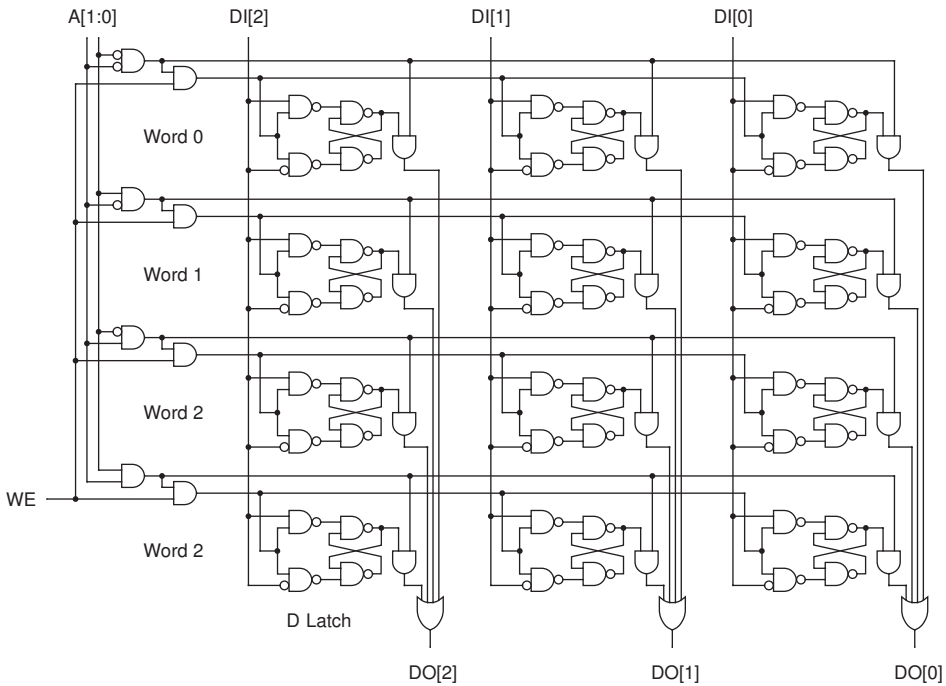 A[1:0] DI[2] DI[1] DI[0]
Word 0
Word 1
Word 2
WE
Word 2
D Latch
DO[2] DO[1] DO[0]